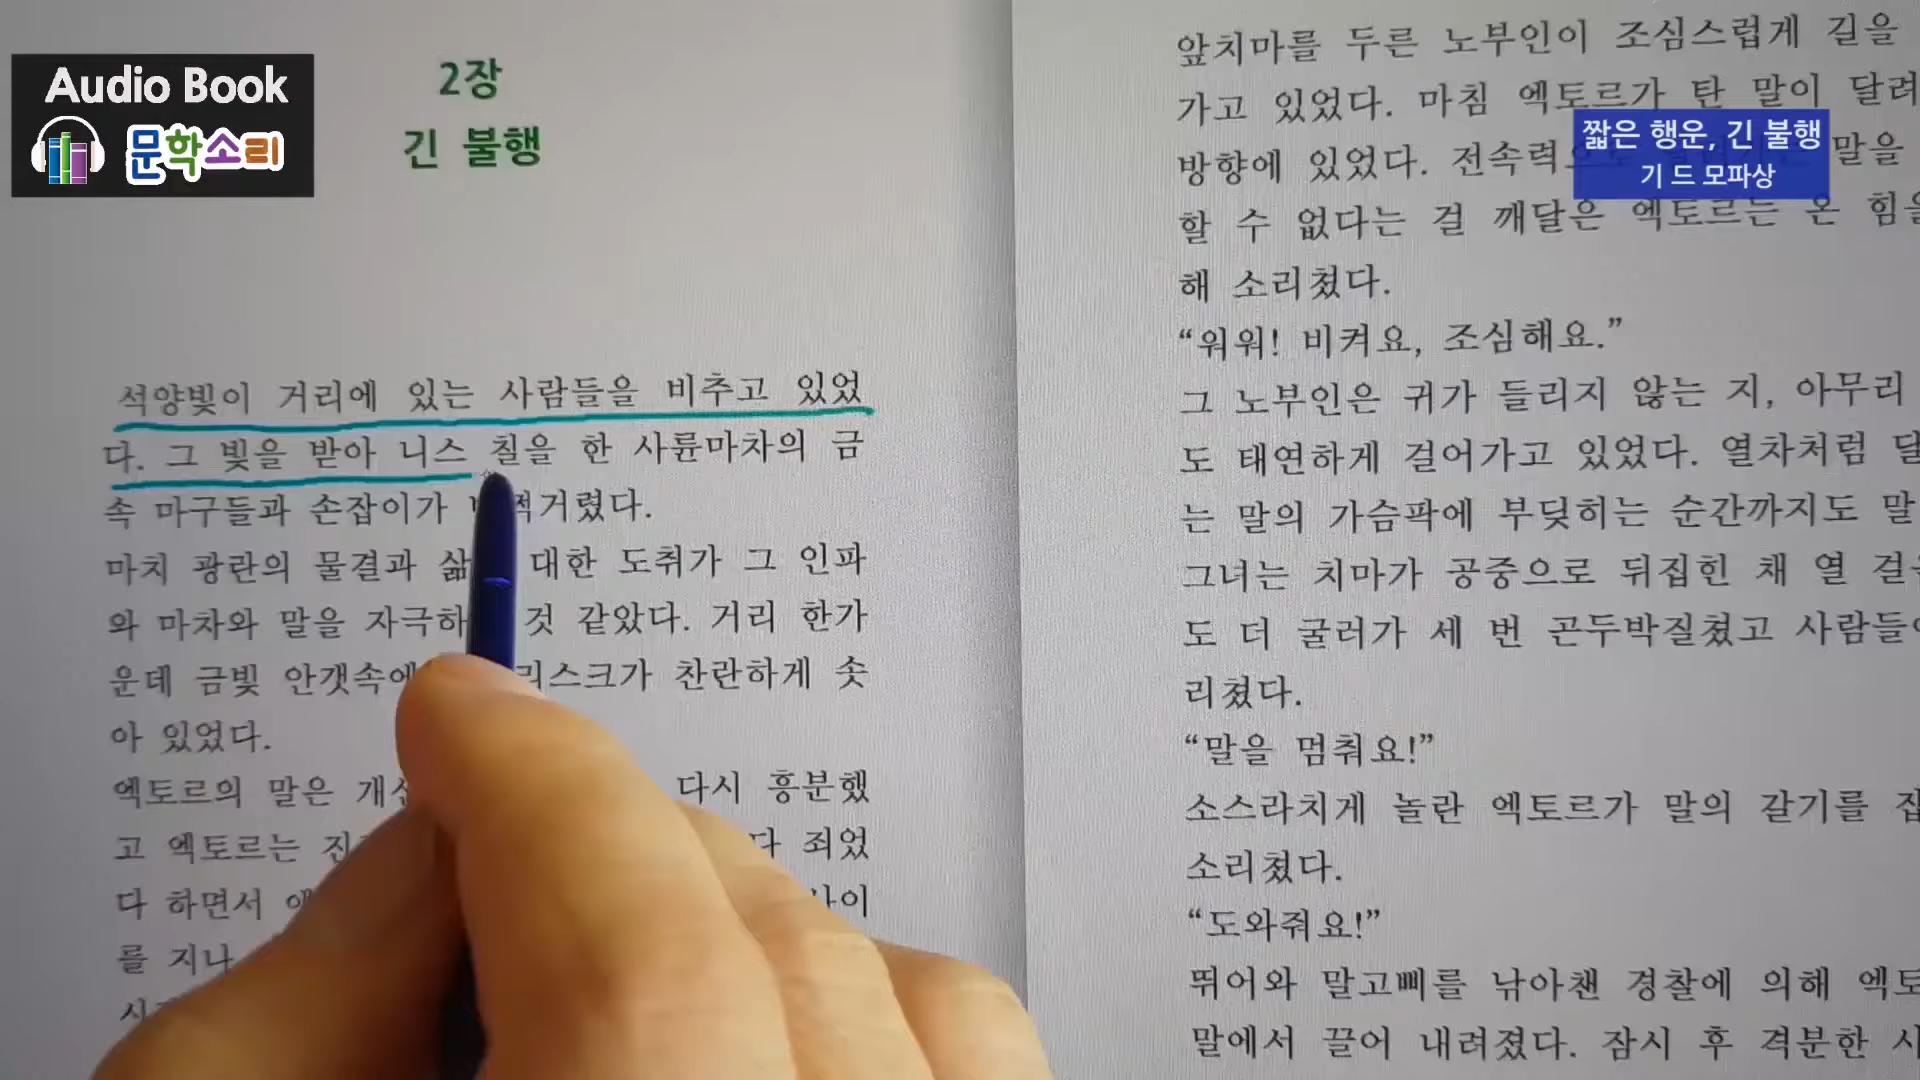 Audio Book
문학소리
2장
긴 불행
석양빛이 거리에 있는 사람들을 비추고 있었
다. 그 빛을 받아 니스 칠을 한 사륜마차의 금
속 마구들과 손잡이가
마치 광란의 물결과 대한 도취가 그 인파
와 마차와 말을 것 같았다. 거리 한가
운데 금빛 찬란하게 솟
아 있었다.
엑토르의 말은 다시 흥분했
고 엑토르는 죄었
다 하면서
를 지나
앞치마를 두른 노부인이 조심스럽게 길을
가고 있었다. 마침 엑토르가 탄 말이
방향에 있었다. 말을
할 수 없다는 걸 깨달은 엑토르는 온
해 소리쳤다.
“워워! 비켜요, 조심해요.”
그 노부인은 귀가 들리지 않는 지, 아무리
도 태연하게 걸어가고 있었다. 열차처럼
는 말의 가슴팍에 부딪히는 순간까지도
그녀는 치마가 공중으로 뒤집힌 채 열
도 더 굴러가 세 번 곤두박질쳤고
리쳤다.
“말을 멈춰요!”
소스라치게 놀란 엑토르가 말의 갈기를
소리쳤다.
“도와줘요!”
뛰어와 말고삐를 낚아챈 경찰에 의해
말에서 끌어 내려졌다. 잠시 후 격분한
짧은 행운, 긴 불행
기 드 모파상